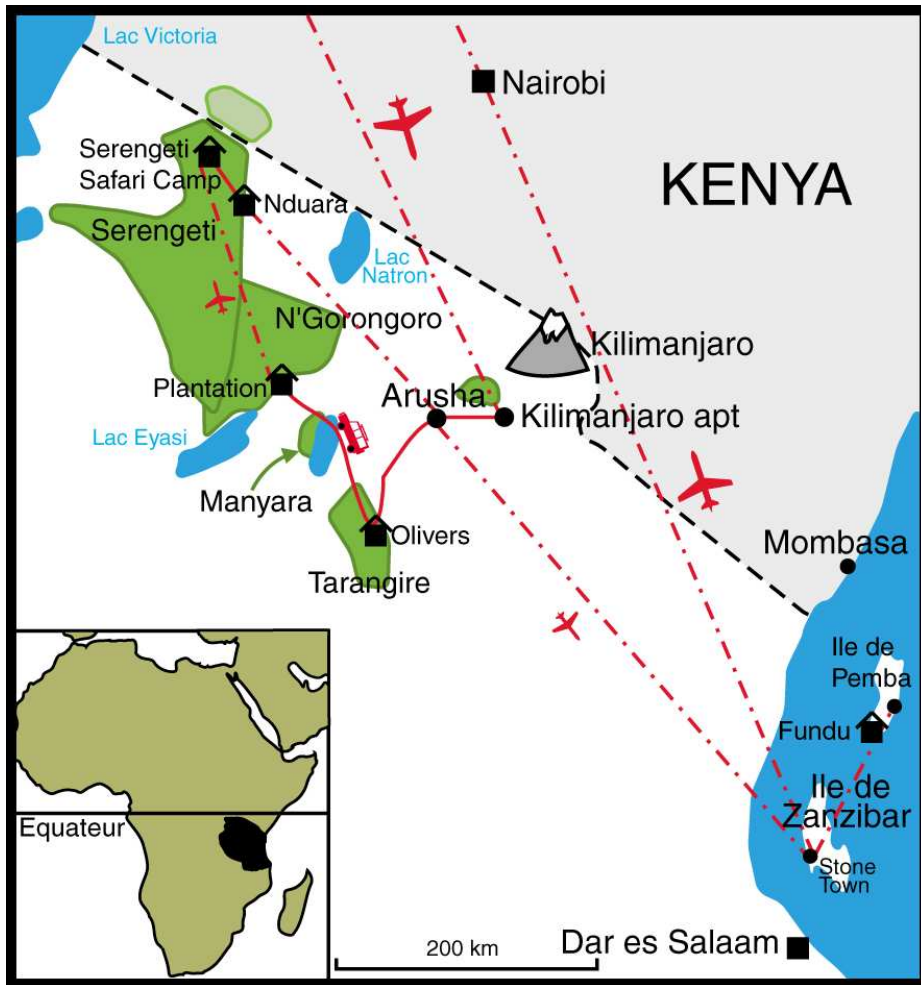 Lac Victoria
Nairobi
KENYA
Serengeti
Safari Camp
Nduara
Serengeti
Lac
Natron
N'Gorongoro
Kilimanjaro
Plantation
Arusha
Kilimanjaro apt
Lac Eyasi
Manyara
Olivers
Tarangire
Mombasa
Ile de
Pemba
Fundu
Ile de
Zanzibar
Stone
Town
Equateur
Dar es Salaam
200 km